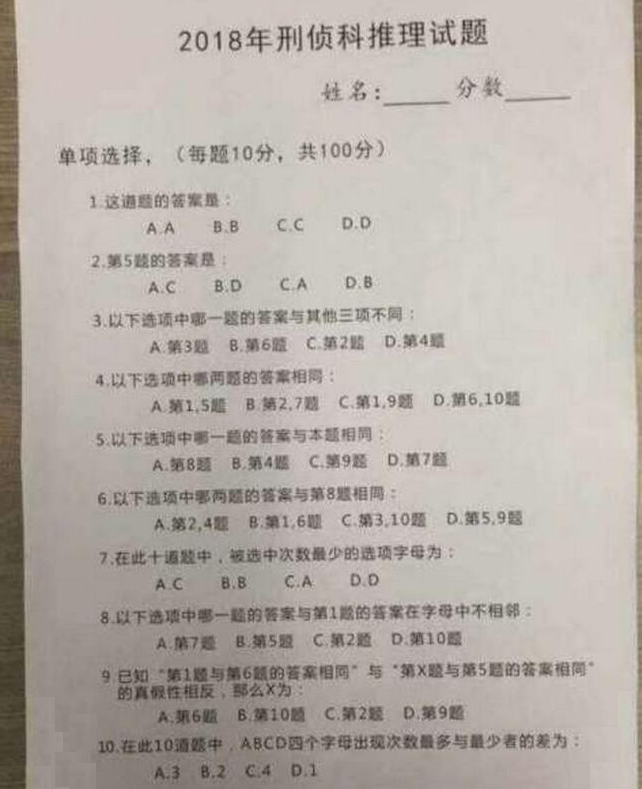 2018年刑侦科推理试题
姓名:_____ 分数_____
单项选择，（每题10分，共100分）
1.这道题的答案是：
A.A B.B C.C D.D
2.第5题的答案是：
A.C B.D C.A D.B
3.以下选项中哪一题的答案与其他三项不同：
A.第3题 B.第6题 C.第2题 D.第4题
4.以下选项中哪两题的答案相同：
A.第1,5题 B.第2,7题 C.第1,9题 D.第6,10题
5.以下选项中哪一题的答案与本题相同：
A.第8题 B.第4题 C.第9题 D.第7题
6.以下选项中哪两题的答案与第8题相同：
A.第2,4题 B.第1,6题 C.第3,10题 D.第5,9题
7.在此十道题中，被选中次数最少的选项字母为：
A.C B.B C.A D.D
8.以下选项中哪一题的答案与第1题的答案在字母中不相邻：
A.第7题 B.第5题 C.第2题 D.第10题
9.已知“第1题与第6题的答案相同”与“第X题与第5题的答案相同”
的真假性相反，那么X为：
A.第6题 B.第10题 C.第2题 D.第9题
10.在此10道题中，ABCD四个字母出现次数最多与最少者的差为：
A.3 B.2 C.4 D.1